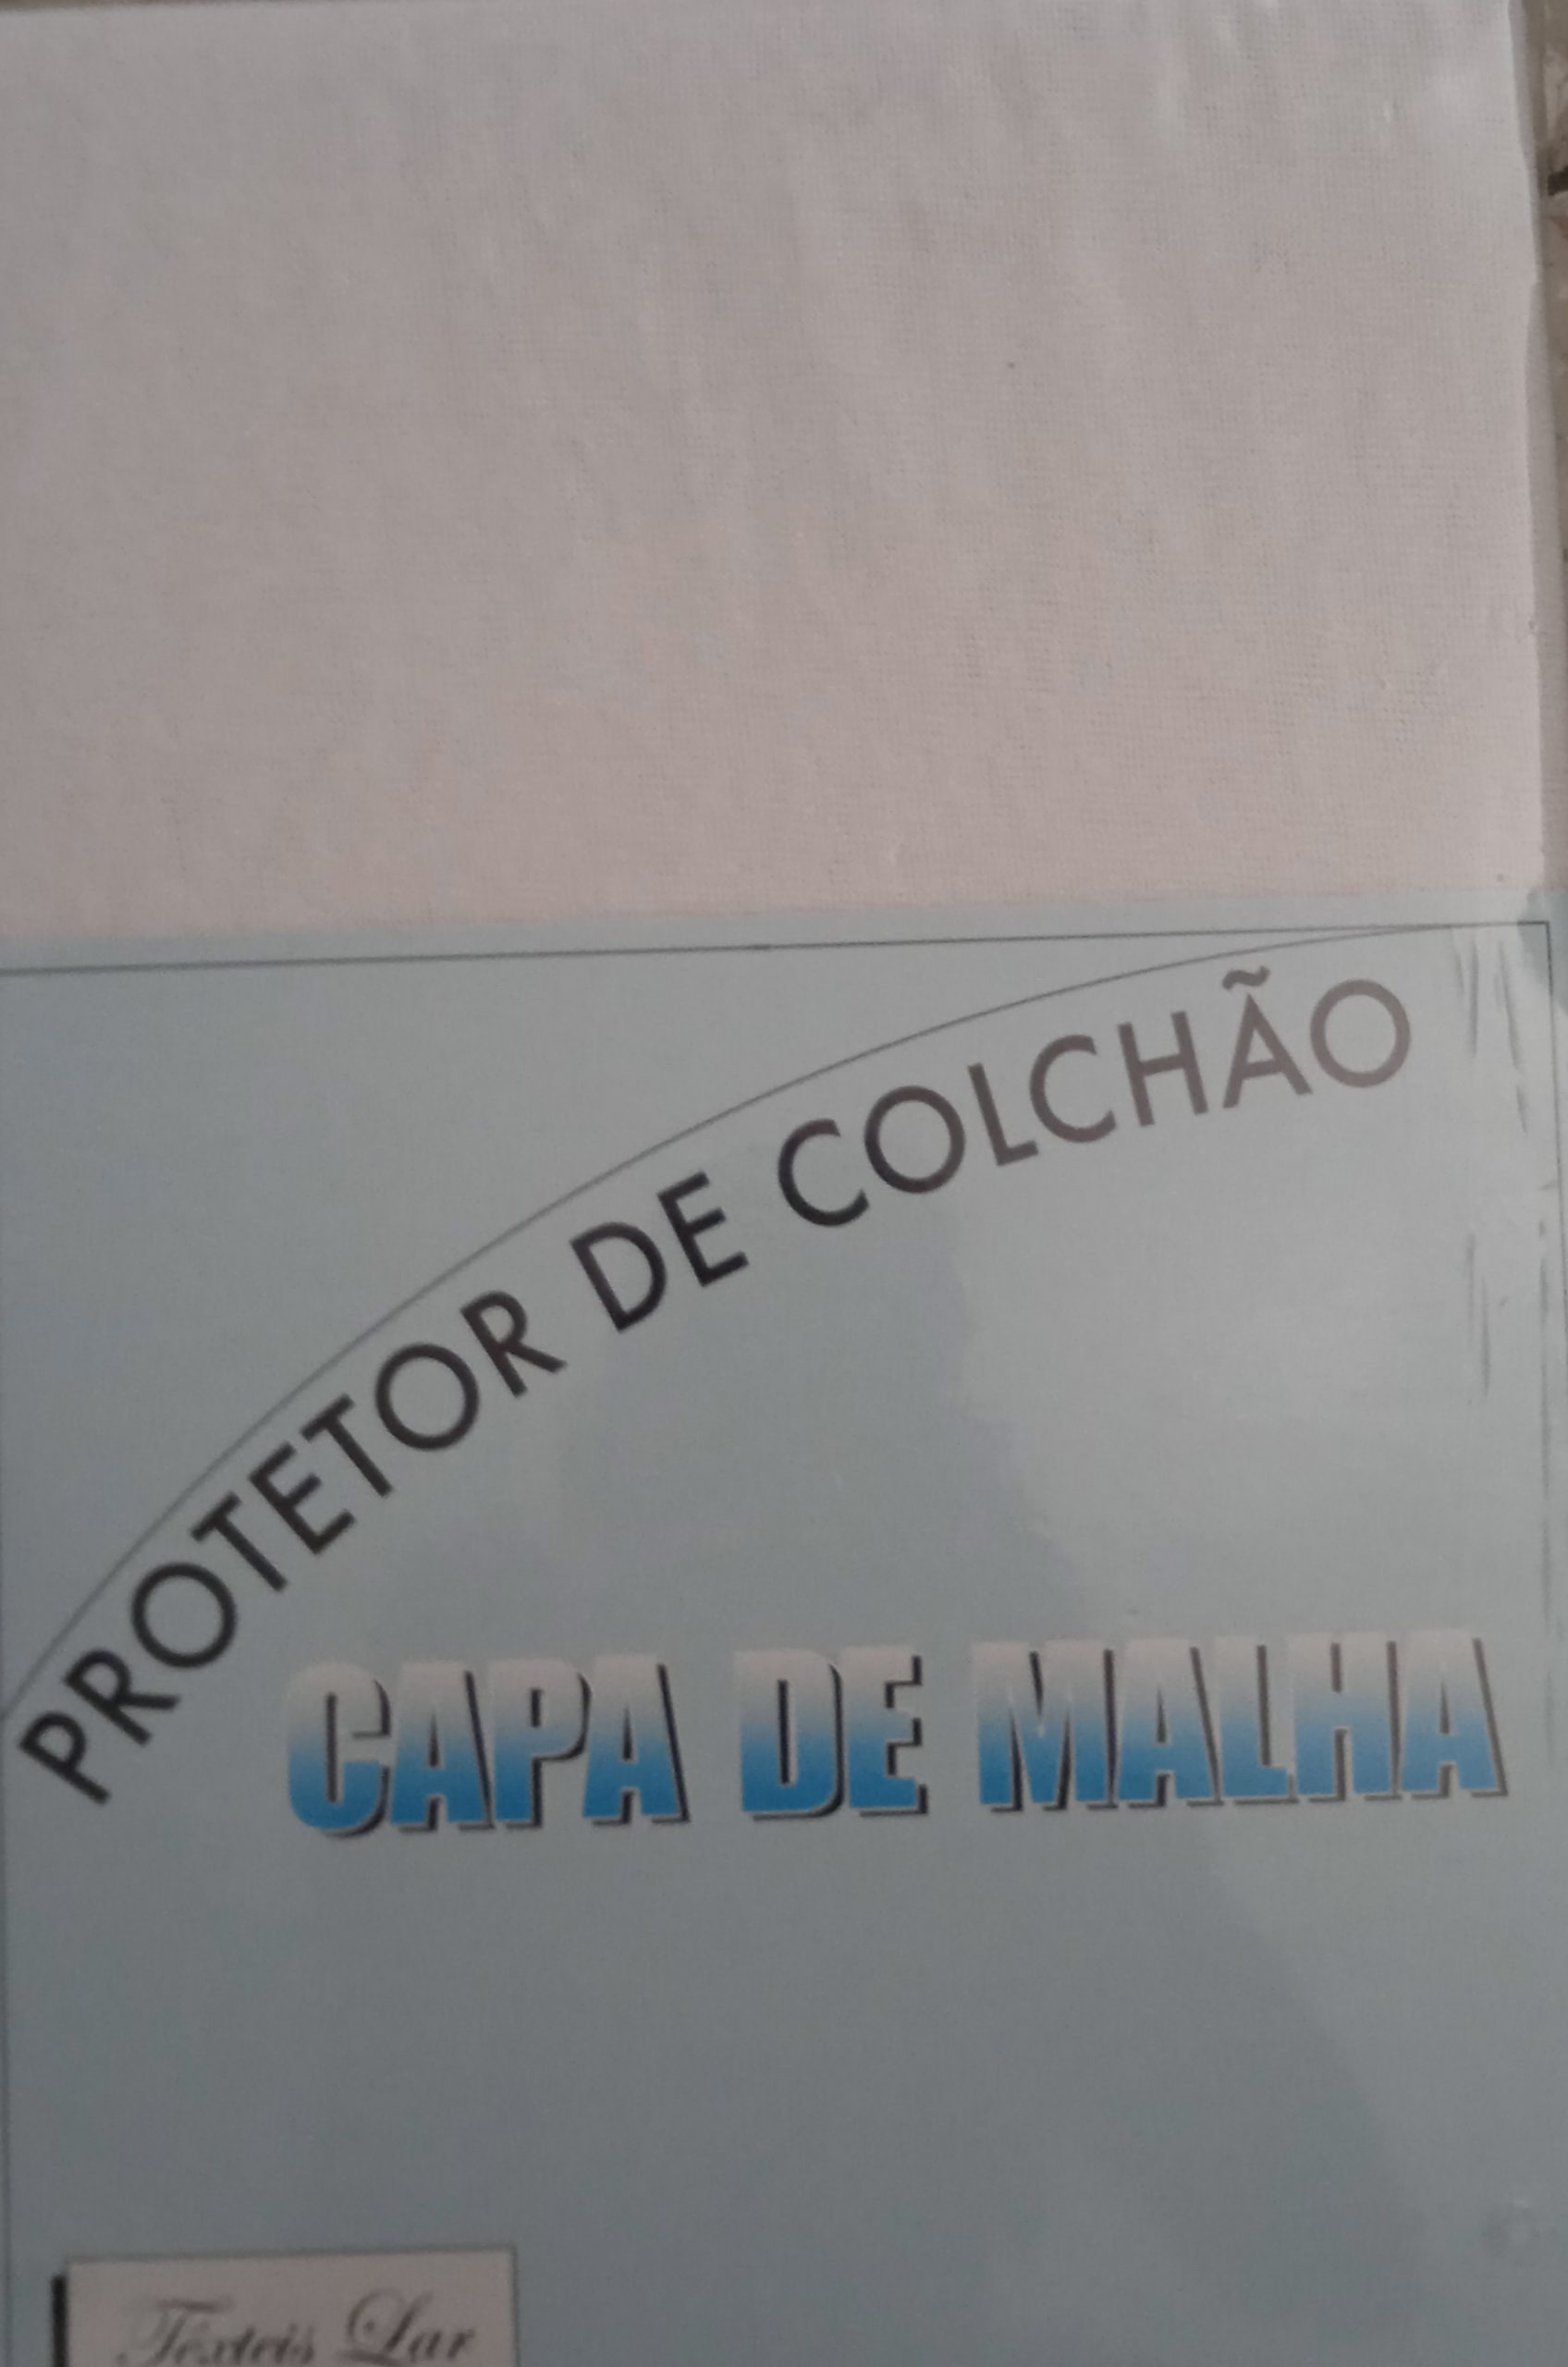 PROTETOR DE COLCHÃO
CAPA DE MALHA
Têxteis Lar